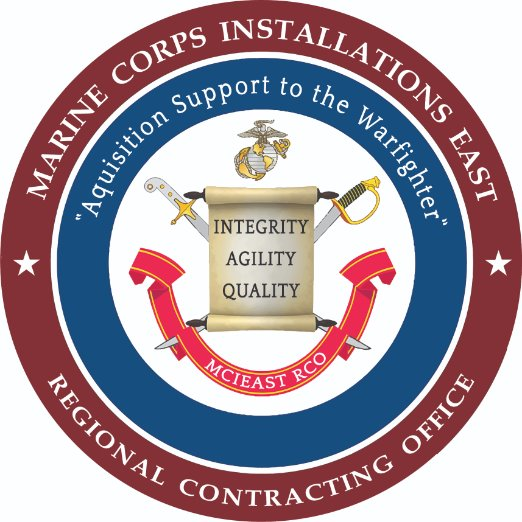 MARINE CORPS INSTALLATIONS EAST
"Aquisition Support to the Warfighter"
INTEGRITY
AGILITY
QUALITY
MCIEAST RCO
REGIONAL CONTRACTING OFFICE